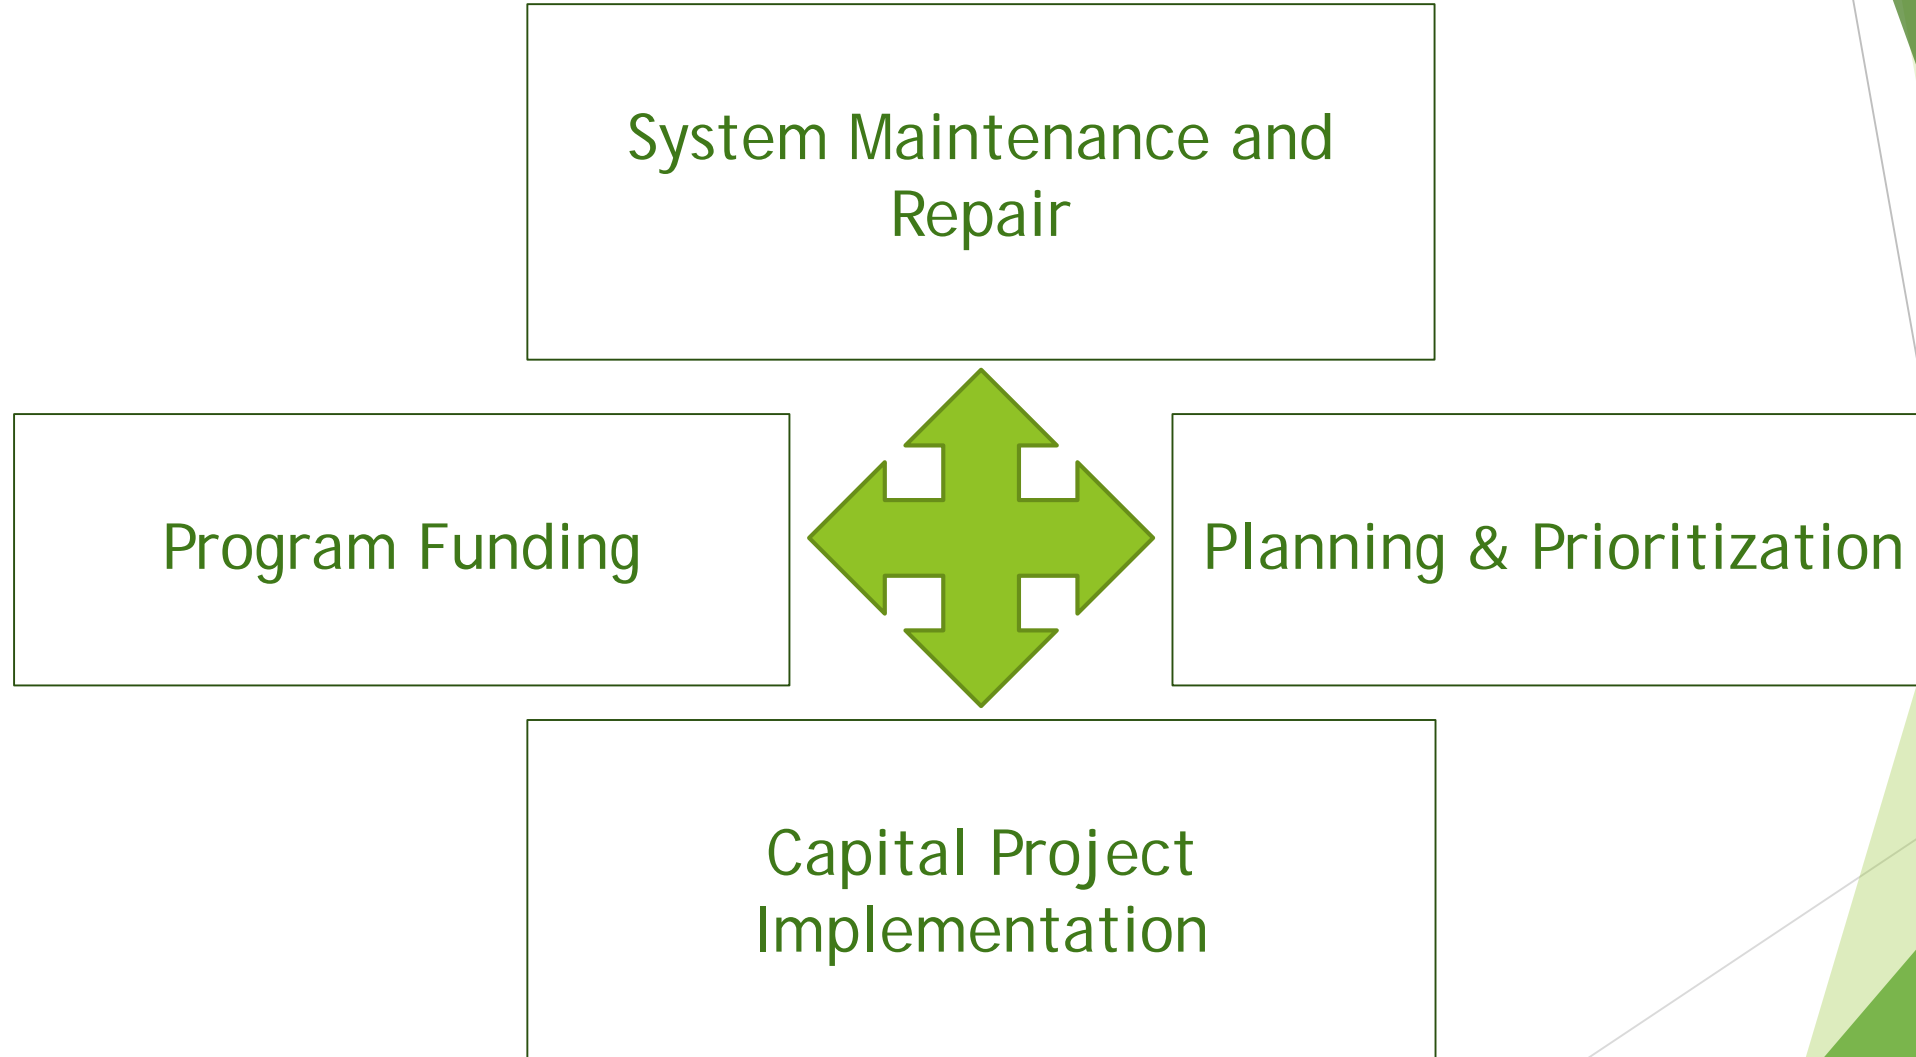 System Maintenance and
Repair
Program Funding
Planning & Prioritization
Capital Project
Implementation